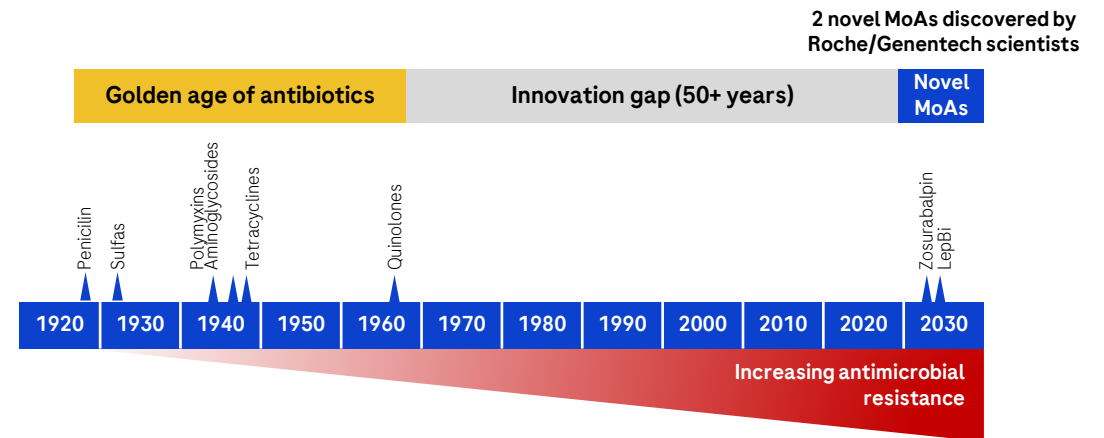 2 novel MoAs discovered by
Roche/Genentech scientists
Golden age of antibiotics
Innovation gap (50+ years)
Novel
MoAs
Penicilin
Sulfas
Polymyxins
Aminoglycosides
Tetracyclines
Quinolones
Zosurabalpin
LepBi
1920 1930 1940 1950 1960 1970 1980 1990 2000 2010 2020 2030
Increasing antimicrobial
resistance